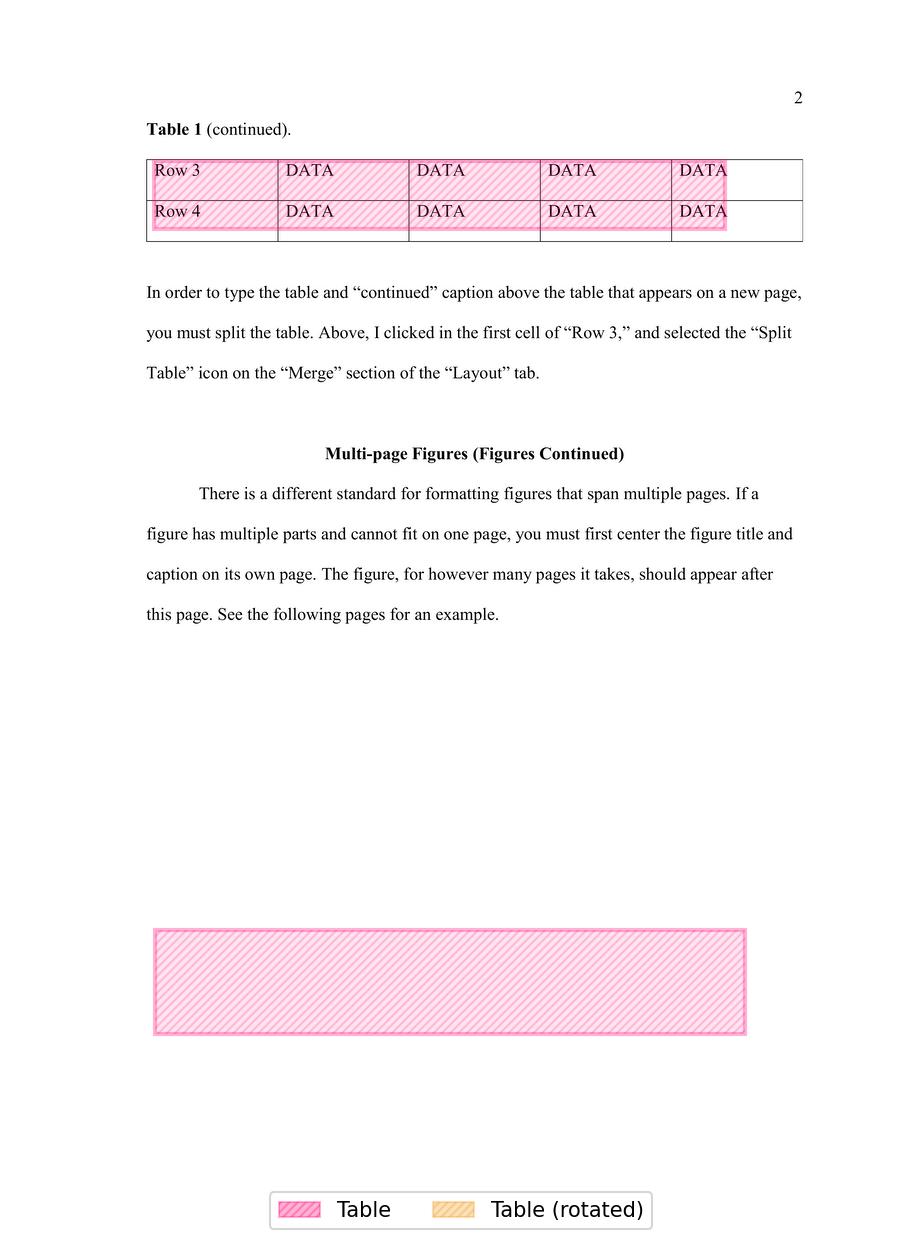 2
Table 1 (continued).
Row 3 DATA DATA DATA DATA
Row 4 DATA DATA DATA DATA
In order to type the table and “continued” caption above the table that appears on a new page,
you must split the table. Above, I clicked in the first cell of “Row 3,” and selected the “Split
Table” icon on the “Merge” section of the “Layout” tab.
Multi-page Figures (Figures Continued)
There is a different standard for formatting figures that span multiple pages. If a
figure has multiple parts and cannot fit on one page, you must first center the figure title and
caption on its own page. The figure, for however many pages it takes, should appear after
this page. See the following pages for an example.
Table Table (rotated)